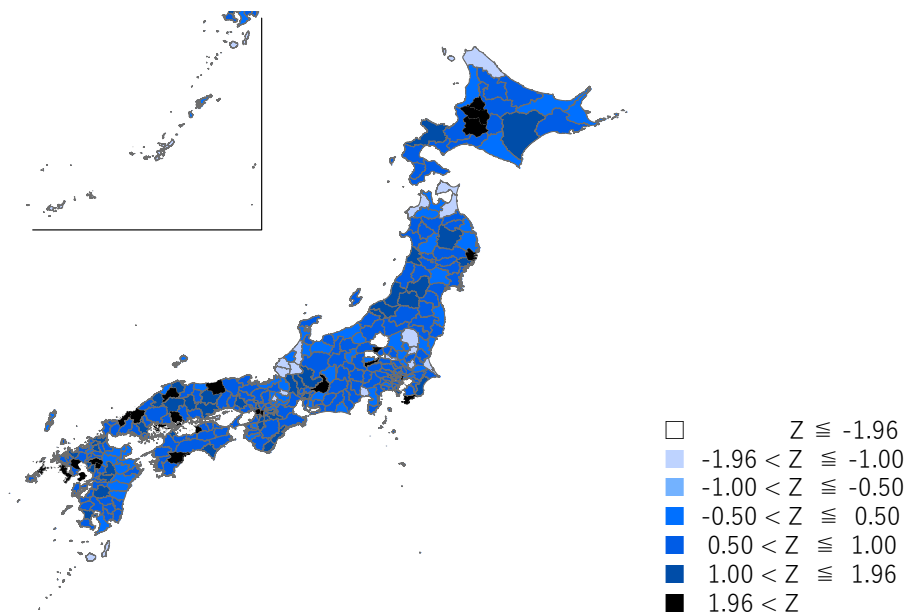 Z ≦ -1.96
-1.96 < Z ≦ -1.00
-1.00 < Z ≦ -0.50
-0.50 < Z ≦ 0.50
0.50 < Z ≦ 1.00
1.00 < Z ≦ 1.96
1.96 < Z